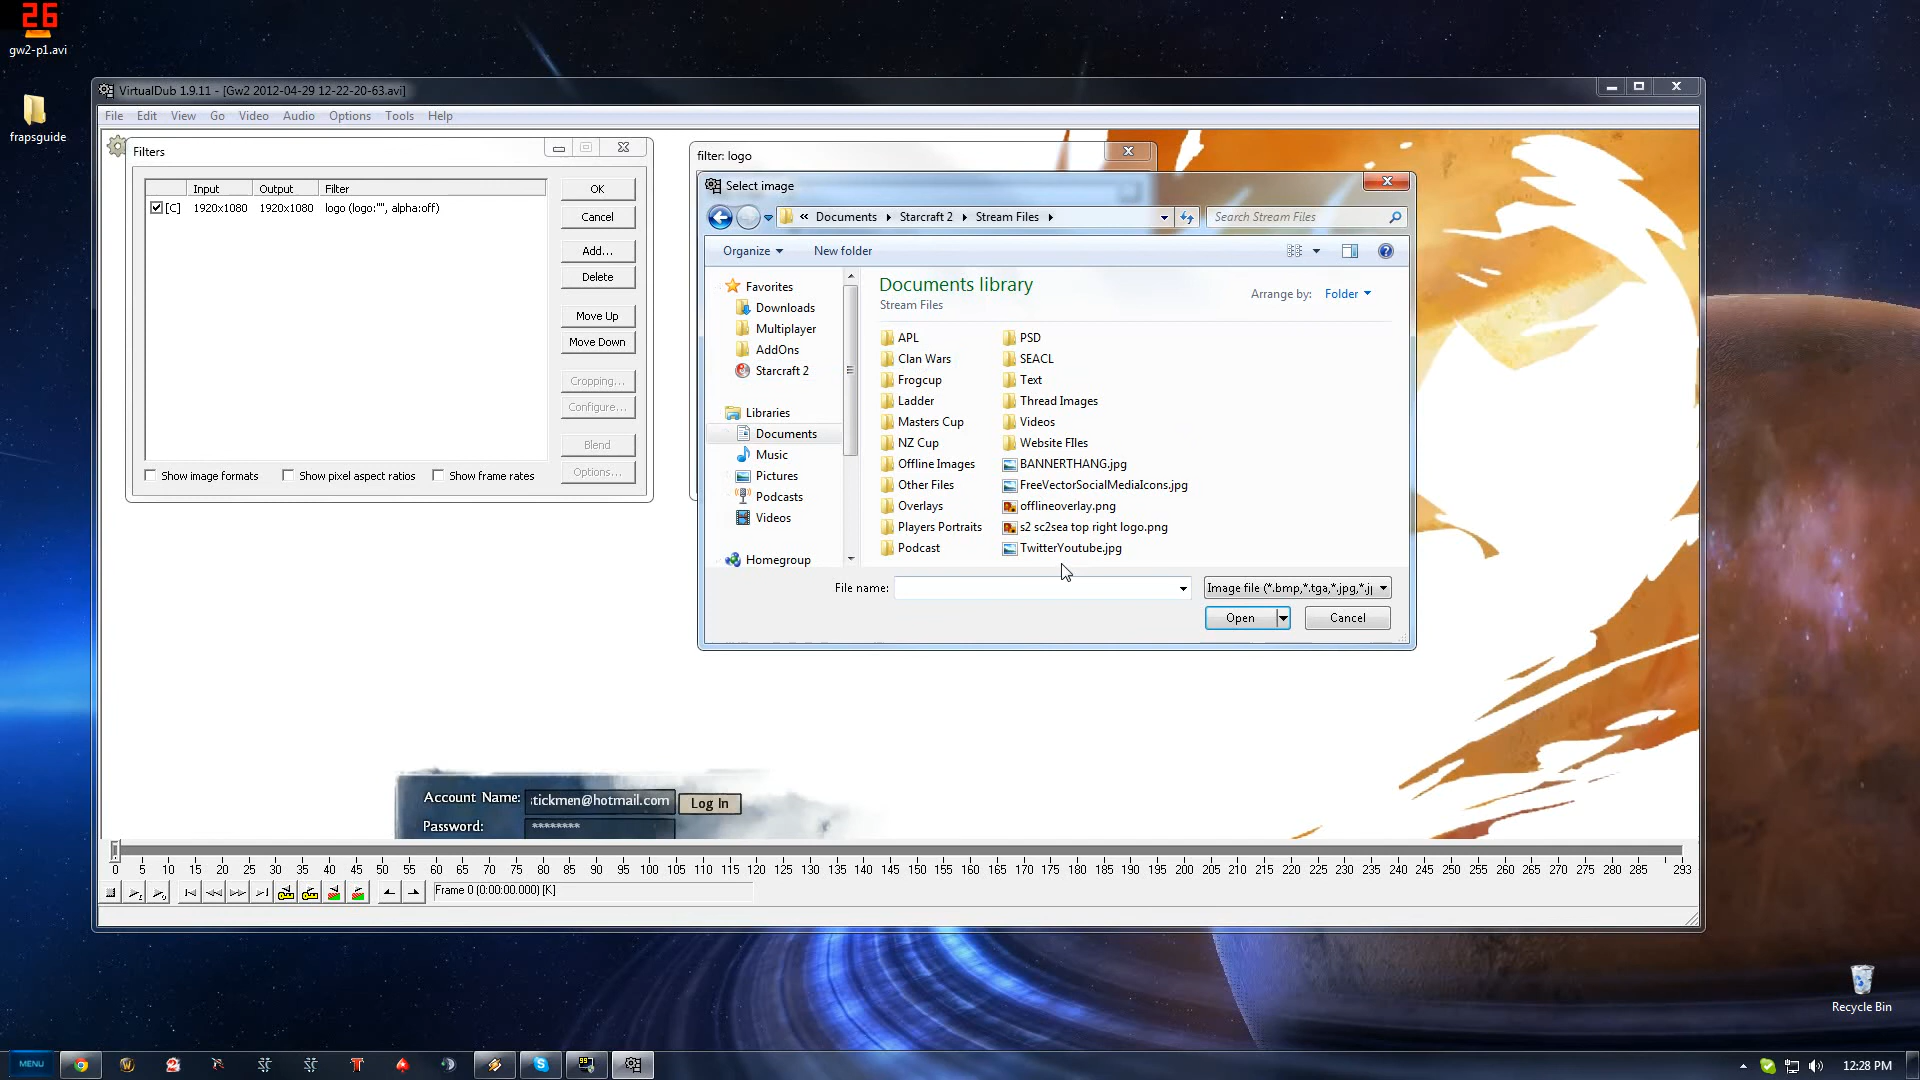 26
gw2-p1.avi
frapsguide
VirtualDub 1.9.11 - [Gw2 2012-04-29 12-22-20-63.avi]
File Edit View Go Video Audio Options Tools Help
Filters
Input Output Filter
[C] 1920x1080 1920x1080 logo (logo:"", alpha:off)
OK
Cancel
Add...
Delete
Move Up
Move Down
Cropping...
Configure...
Blend
Options...
Show image formats Show pixel aspect ratios Show frame rates
filter: logo
Select image
« Documents Starcraft 2 Stream Files
Search Stream Files
Organize New folder
Favorites
Downloads
Multiplayer
AddOns
Starcraft 2
Libraries
Documents
Music
Pictures
Podcasts
Videos
Homegroup
Documents library
Stream Files
Arrange by: Folder
APL
Clan Wars
Frogcup
Ladder
Masters Cup
NZ Cup
Offline Images
Other Files
Overlays
Players Portraits
Podcast
PSD
SEACL
Text
Thread Images
Videos
Website FIles
BANNERTHANG.jpg
FreeVectorSocialMediaIcons.jpg
offlineoverlay.png
s2 sc2sea top right logo.png
TwitterYoutube.jpg
File name:
Image file (*.bmp,*.tga,*.jpg,*.j
Open Cancel
Account Name: tickmen@hotmail.com Log In
Password: ********
0 5 10 15 20 25 30 35 40 45 50 55 60 65 70 75 80 85 90 95 100 105 110 115 120 125 130 135 140 145 150 155 160 165 170 175 180 185 190 195 200 205 210 215 220 225 230 235 240 245 250 255 260 265 270 275 280 285 293
Frame 0 (0:00:00.000) [K]
Recycle Bin
MENU
99
12:28 PM